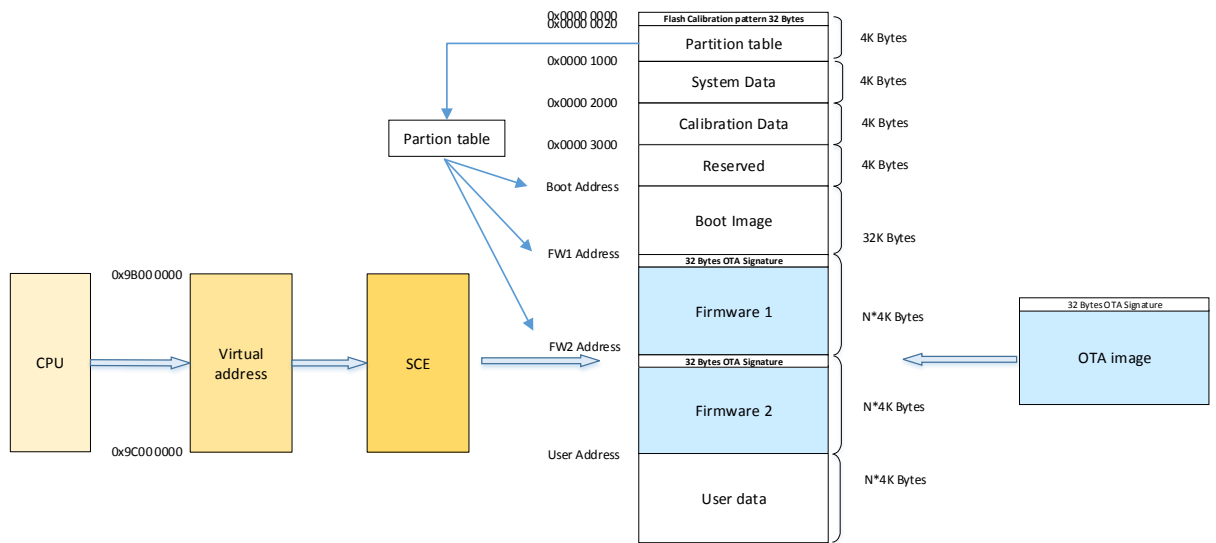 0x0000 0000
Flash Calibration pattern 32 Bytes
0x0000 0020
Partition table
4K Bytes
0x0000 1000
System Data
4K Bytes
0x0000 2000
Calibration Data
4K Bytes
Partion table
0x0000 3000
Reserved
4K Bytes
Boot Address
Boot Image
32K Bytes
FW1 Address
32 Bytes OTA Signature
0x9B00 0000
Firmware 1
N*4K Bytes
32 Bytes OTA Signature
FW2 Address
CPU
Virtual
address
SCE
32 Bytes OTA Signature
OTA image
Firmware 2
N*4K Bytes
0x9C00 0000
User Address
User data
N*4K Bytes